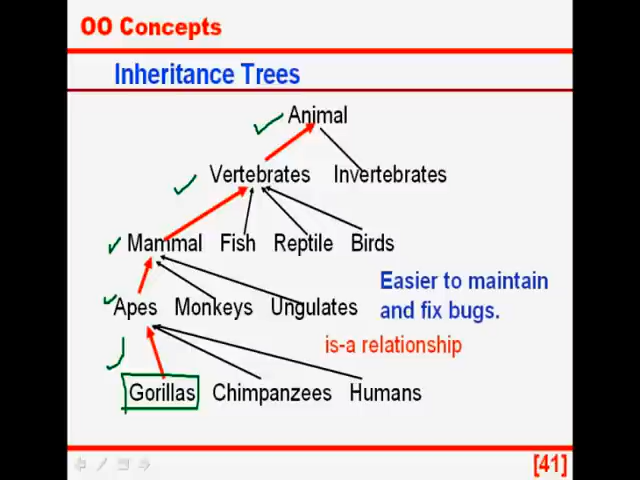 OO Concepts
Inheritance Trees
Animal
Vertebrates Invertebrates
Mammal Fish Reptile Birds
Easier to maintain
and fix bugs.
Apes Monkeys Ungulates
is-a relationship
Gorillas Chimpanzees Humans
[41]